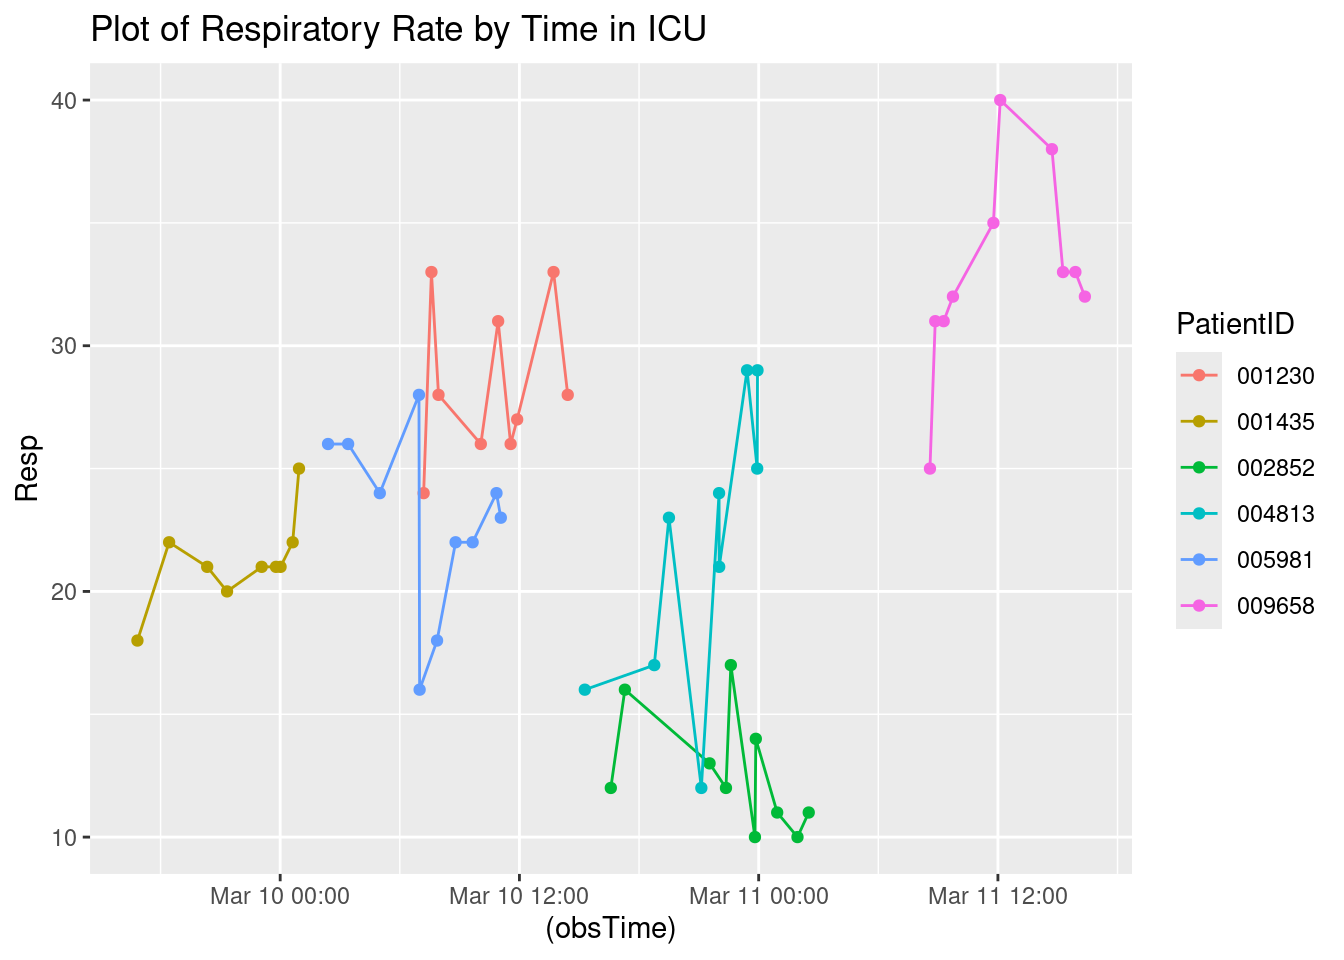 Plot of Respiratory Rate by Time in ICU
40
30
20
10
Resp
Mar 10 00:00
Mar 10 12:00
Mar 11 00:00
Mar 11 12:00
(obsTime)
PatientID
001230
001435
002852
004813
005981
009658